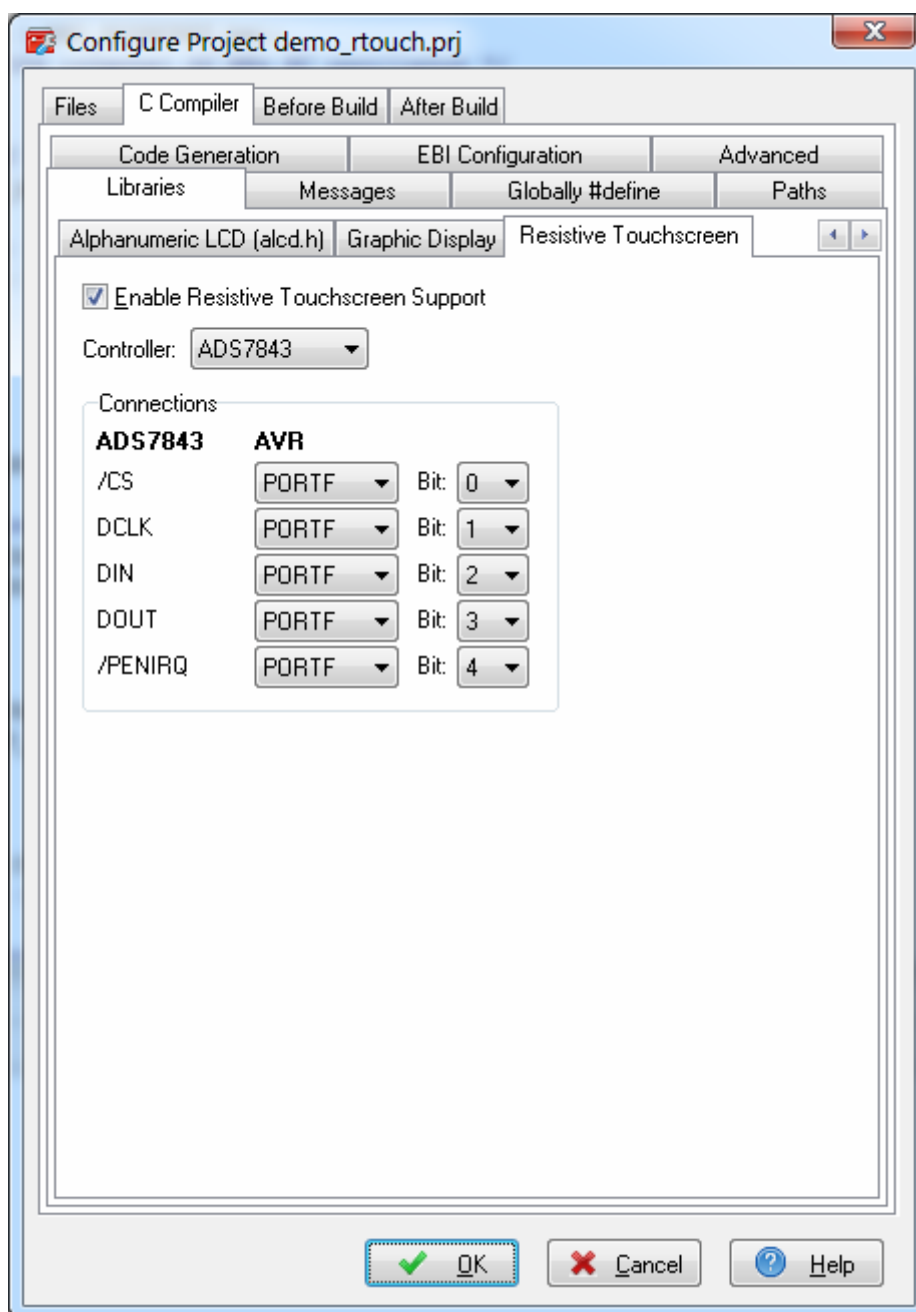 Configure Project demo_rtouch.prj
Files C Compiler Before Build After Build
Code Generation EBI Configuration Advanced
Libraries Messages Globally #define Paths
Alphanumeric LCD (alcd.h) Graphic Display Resistive Touchscreen
Enable Resistive Touchscreen Support
Controller: ADS7843
Connections
ADS7843 AVR
/CS PORTF Bit: 0
DCLK PORTF Bit: 1
DIN PORTF Bit: 2
DOUT PORTF Bit: 3
/PENIRQ PORTF Bit: 4
OK Cancel Help